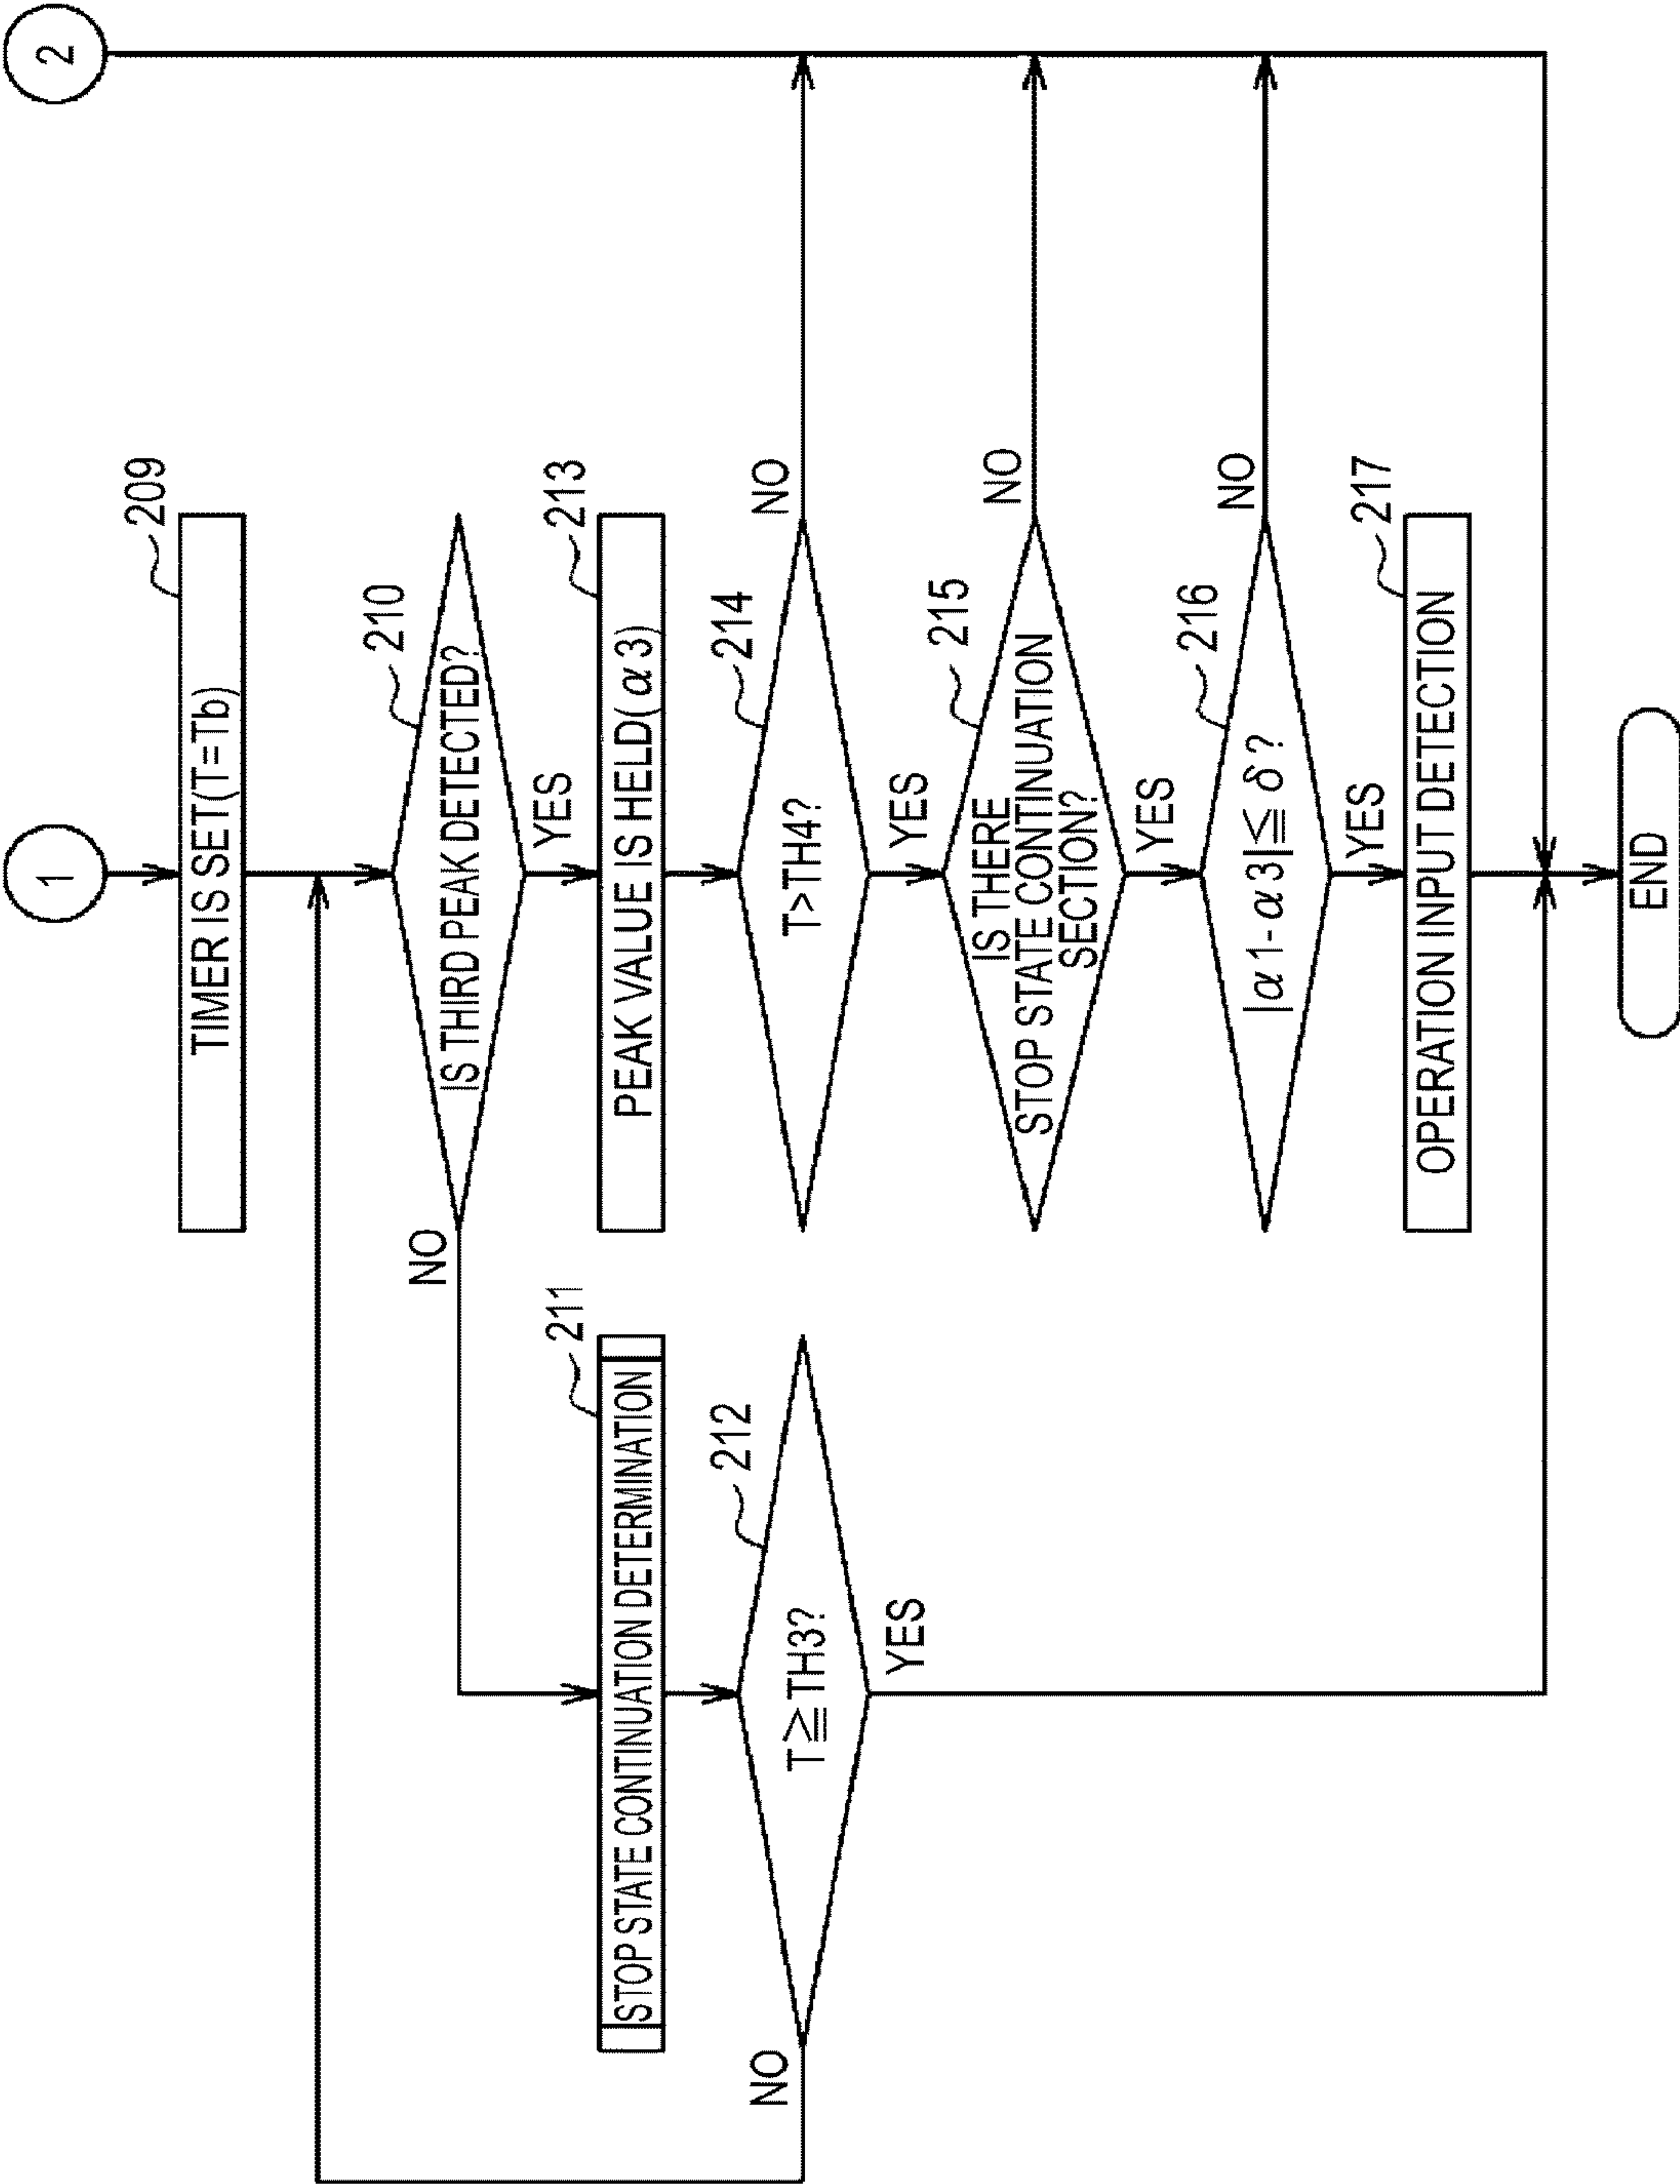 1
2
209
TIMER IS SET(T=Tb)
210
IS THIRD PEAK DETECTED?
NO
YES
211
STOP STATE CONTINUATION DETERMINATION
213
PEAK VALUE IS HELD(α3)
212
T≧TH3?
NO
YES
214
T>TH4?
NO
YES
215
IS THERE
STOP STATE CONTINUATION
SECTION?
NO
YES
216
|α1-α3|≦δ?
NO
YES
217
OPERATION INPUT DETECTION
END